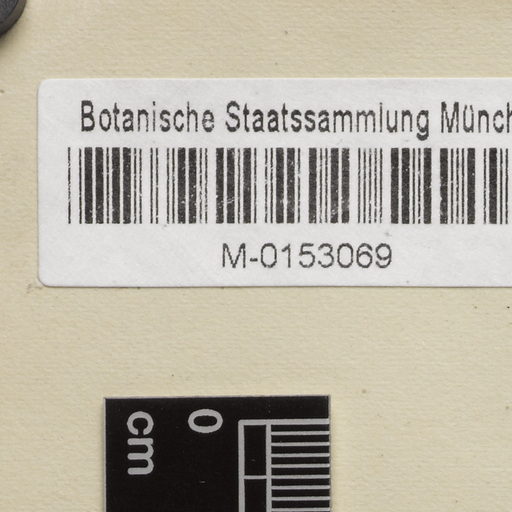 Botanische Staatssammlung Münch
M-0153069
0
cm